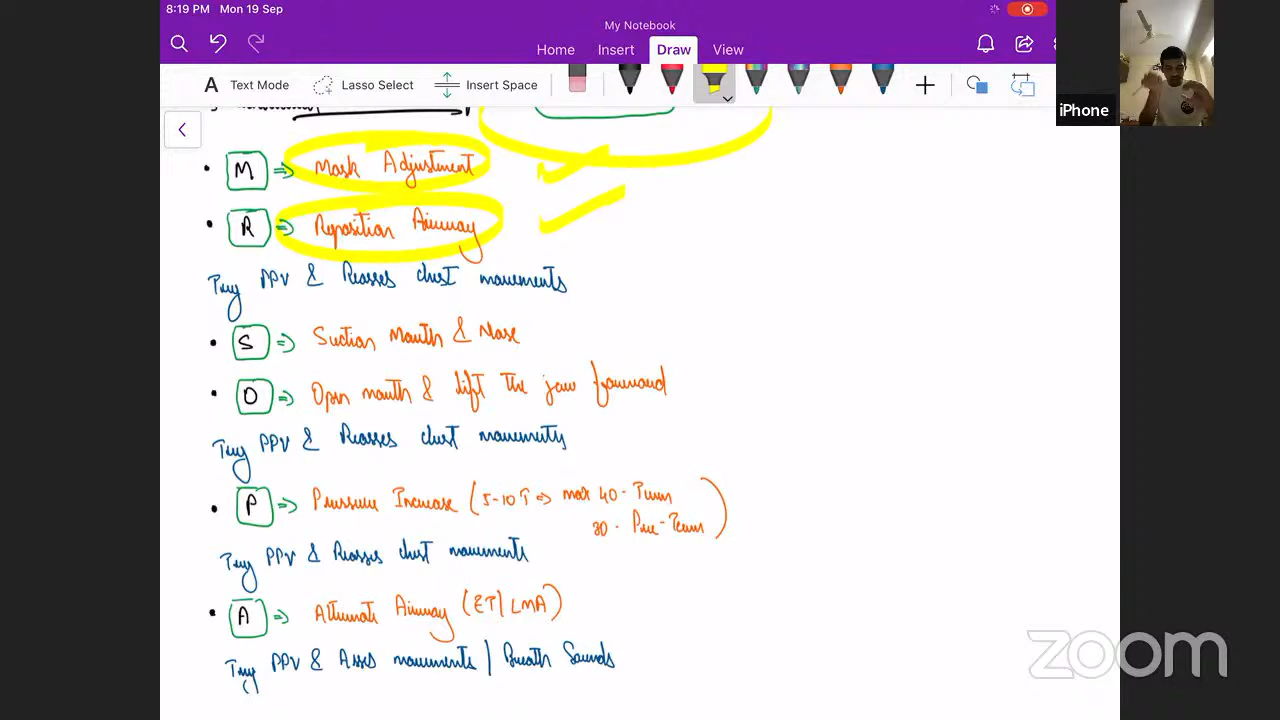 8:19 PM Mon 19 Sep
My Notebook
Home Insert Draw View
Text Mode Lasso Select Insert Space
iPhone
M ⇒ Mask Adjustment
R ⇒ Reposition Airway
Try PPV & Reasses chest movements
S ⇒ Suction Mouth & Nose
O ⇒ Open mouth & lift the jaw forward
Try PPV & Reasses chest movements
P ⇒ Pressure Increase (5-10↑ ⇒ max 40 - Term
30 - Pre-Term)
Try PPV & Reasses chest movements
A ⇒ Alternate Airway (ET/LMA)
Try PPV & Asses movements / Breath Sounds
zoom